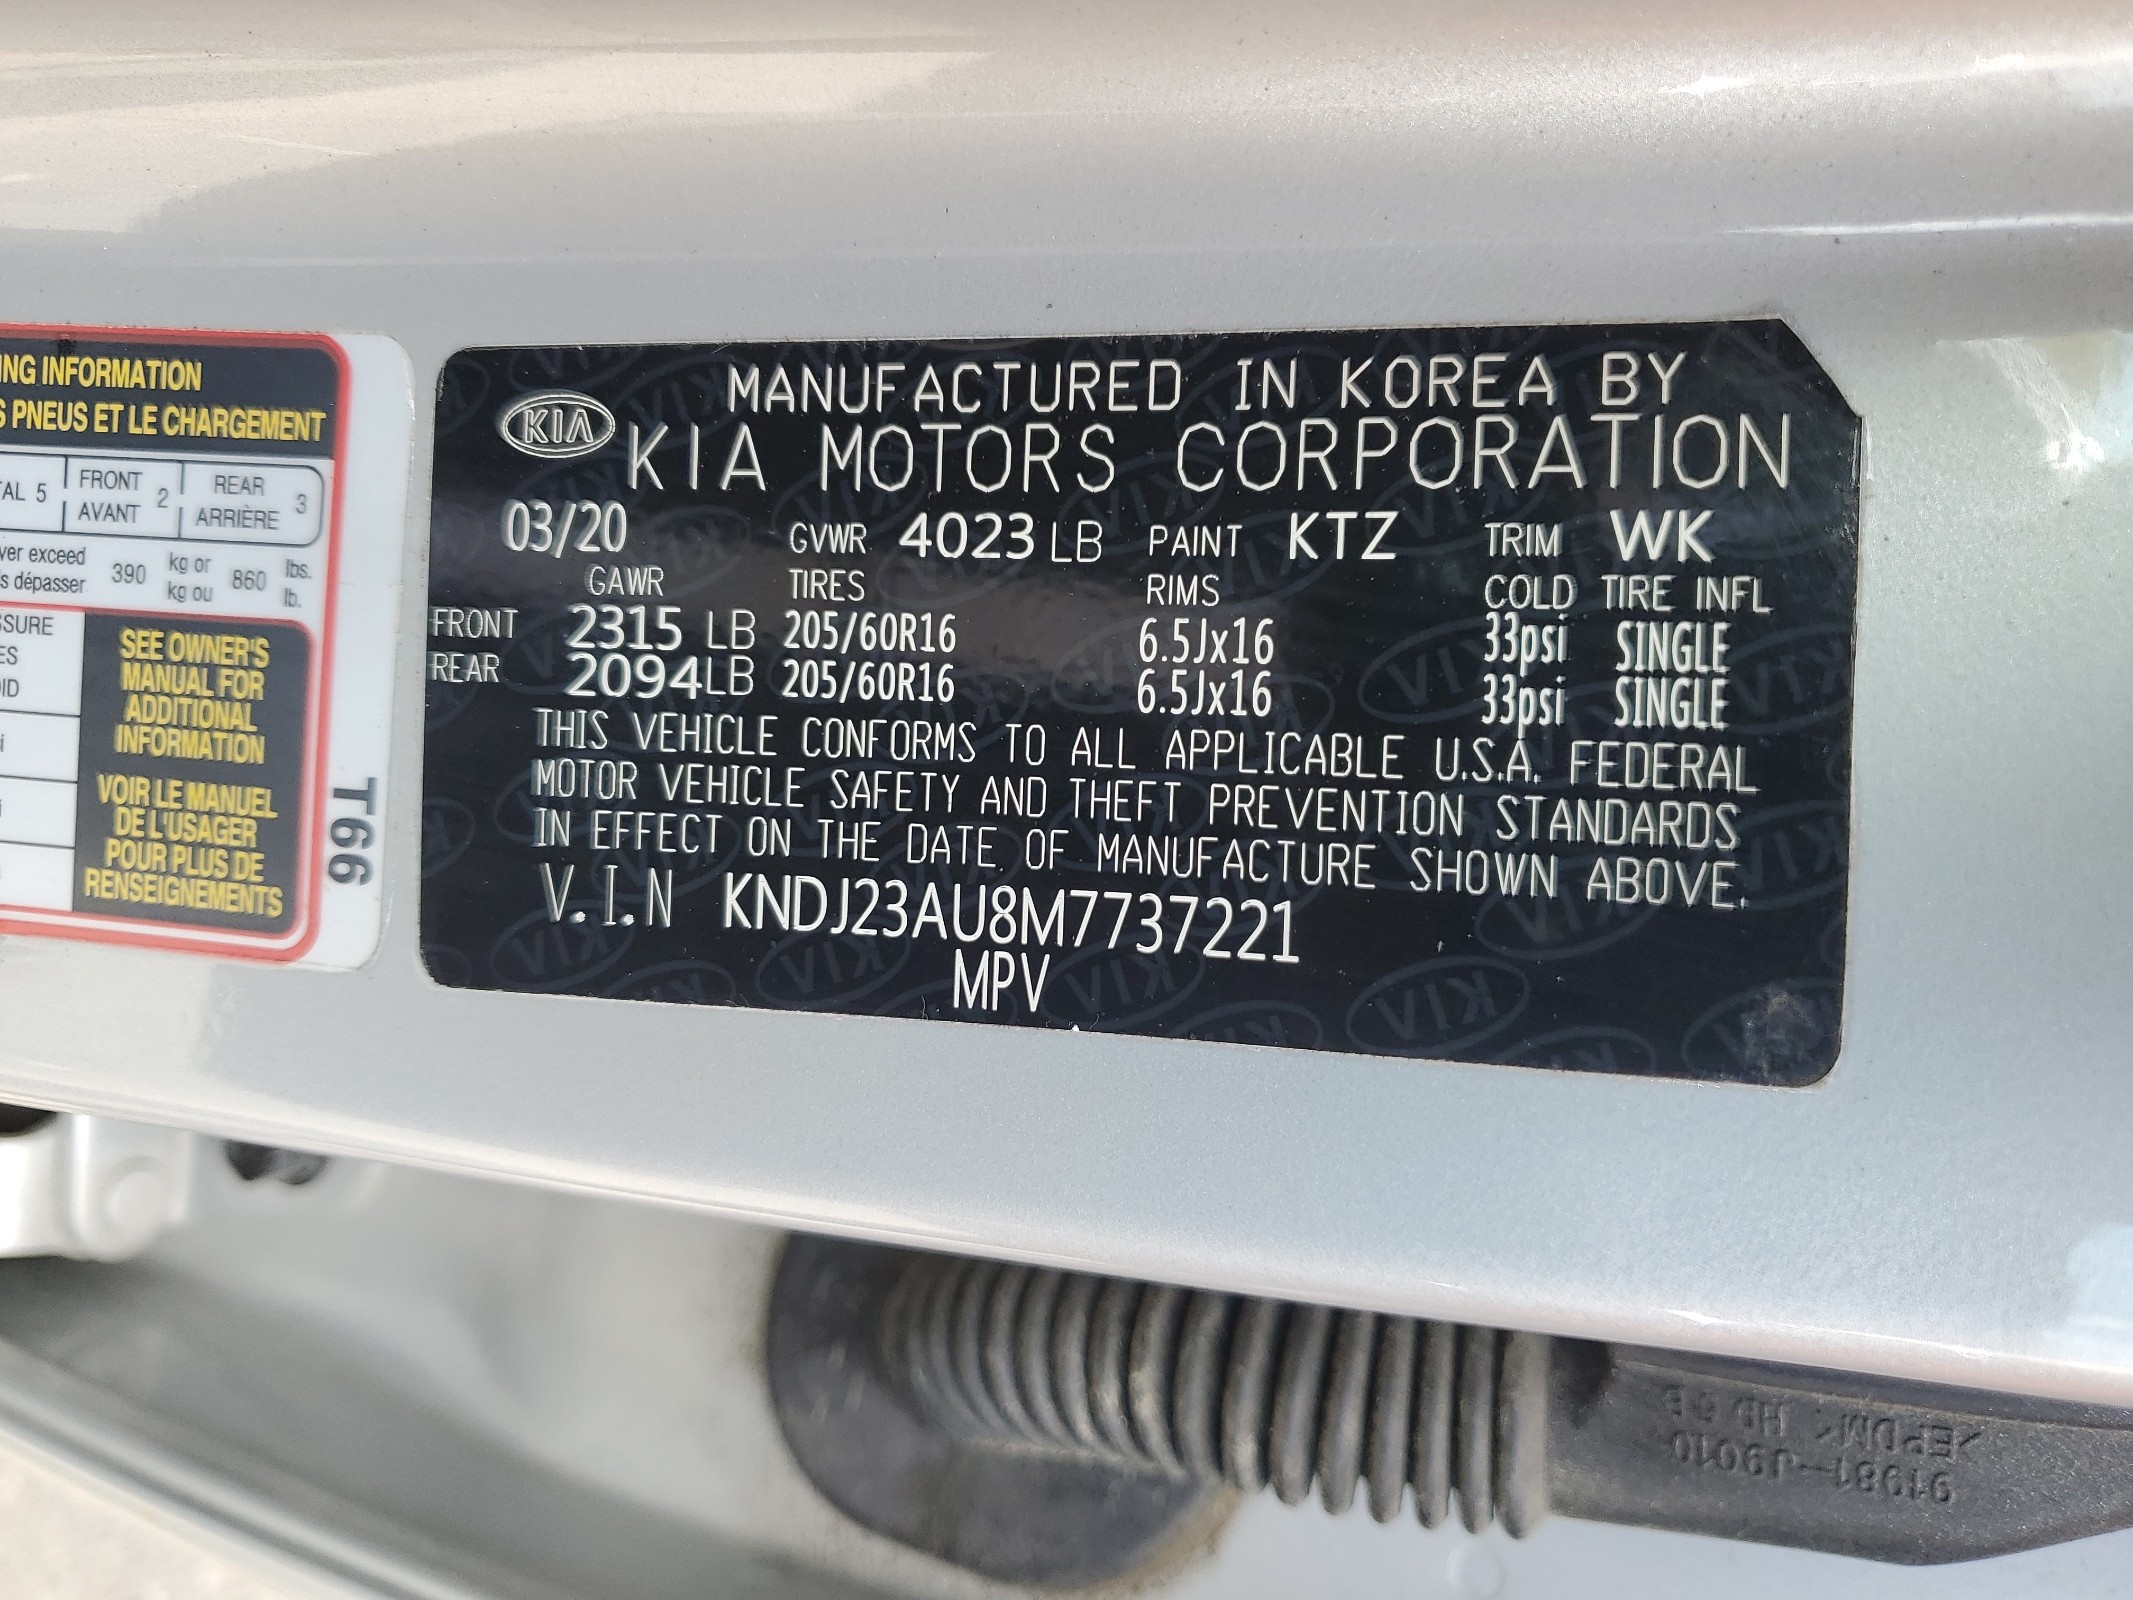 ING INFORMATION
S PNEUS ET LE CHARGEMENT
TAL 5 FRONT AVANT 2 REAR ARRIÈRE 3
ver exceed
s dépasser 390 kg or kg ou 860 lbs. lb.
SSURE
ES
SEE OWNER'S
MANUAL FOR
ADDITIONAL
INFORMATION
VOIR LE MANUEL
DE L'USAGER
POUR PLUS DE
RENSEIGNEMENTS
T66
KIA
MANUFACTURED IN KOREA BY
KIA MOTORS CORPORATION
03/20 GVWR 4023 LB PAINT KTZ TRIM WK
GAWR TIRES RIMS COLD TIRE INFL
FRONT 2315 LB 205/60R16 6.5Jx16 33psi SINGLE
REAR 2094LB 205/60R16 6.5Jx16 33psi SINGLE
THIS VEHICLE CONFORMS TO ALL APPLICABLE U.S.A. FEDERAL
MOTOR VEHICLE SAFETY AND THEFT PREVENTION STANDARDS
IN EFFECT ON THE DATE OF MANUFACTURE SHOWN ABOVE.
V.I.N KNDJ23AU8M7737221
MPV
91981-J9010
>EPDM<